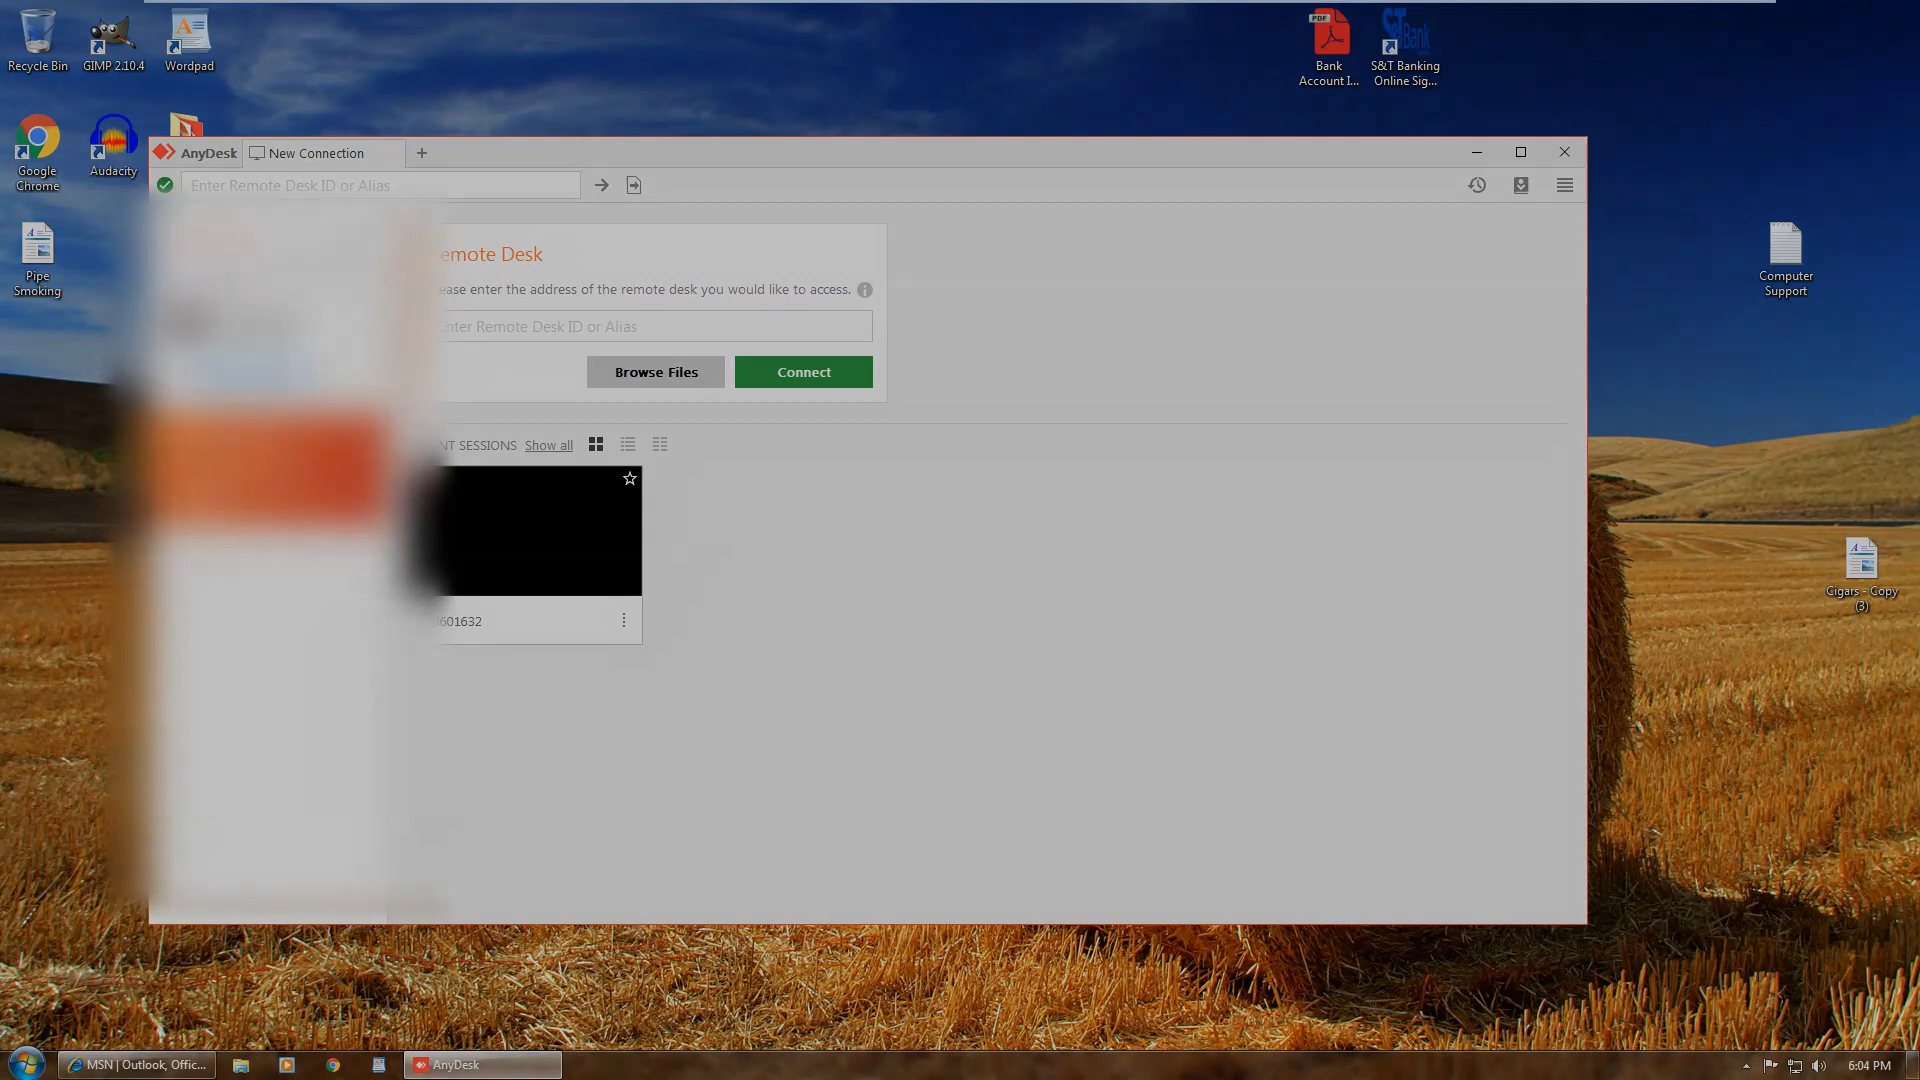 Recycle Bin
GIMP 2.10.4
Wordpad
Bank
Account I...
S&T Bank
S&T Banking
Online Sig...
Google
Chrome
Audacity
AnyDesk
New Connection
Enter Remote Desk ID or Alias
Pipe
Smoking
emote Desk
ease enter the address of the remote desk you would like to access.
nter Remote Desk ID or Alias
Browse Files
Connect
NT SESSIONS
Show all
601632
Computer
Support
Cigars - Copy
(3)
MSN | Outlook, Offic...
AnyDesk
6:04 PM
PDF